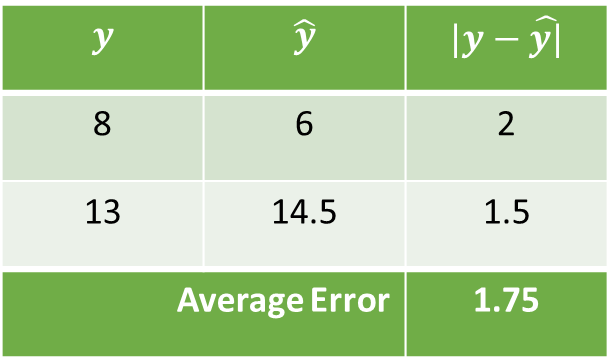 y ŷ |y − ŷ|
8 6 2
13 14.5 1.5
Average Error 1.75